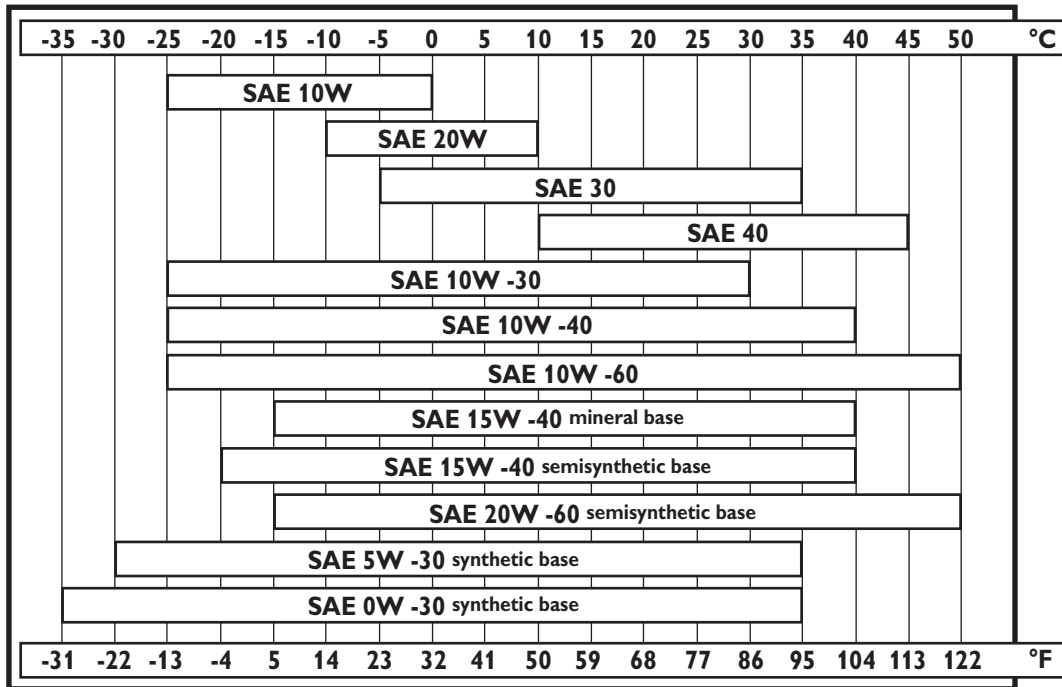 -35 -30 -25 -20 -15 -10 -5 0 5 10 15 20 25 30 35 40 45 50 °C
SAE 10W
SAE 20W
SAE 30
SAE 40
SAE 10W -30
SAE 10W -40
SAE 10W -60
SAE 15W -40 mineral base
SAE 15W -40 semisynthetic base
SAE 20W -60 semisynthetic base
SAE 5W -30 synthetic base
SAE 0W -30 synthetic base
-31 -22 -13 -4 5 14 23 32 41 50 59 68 77 86 95 104 113 122 °F